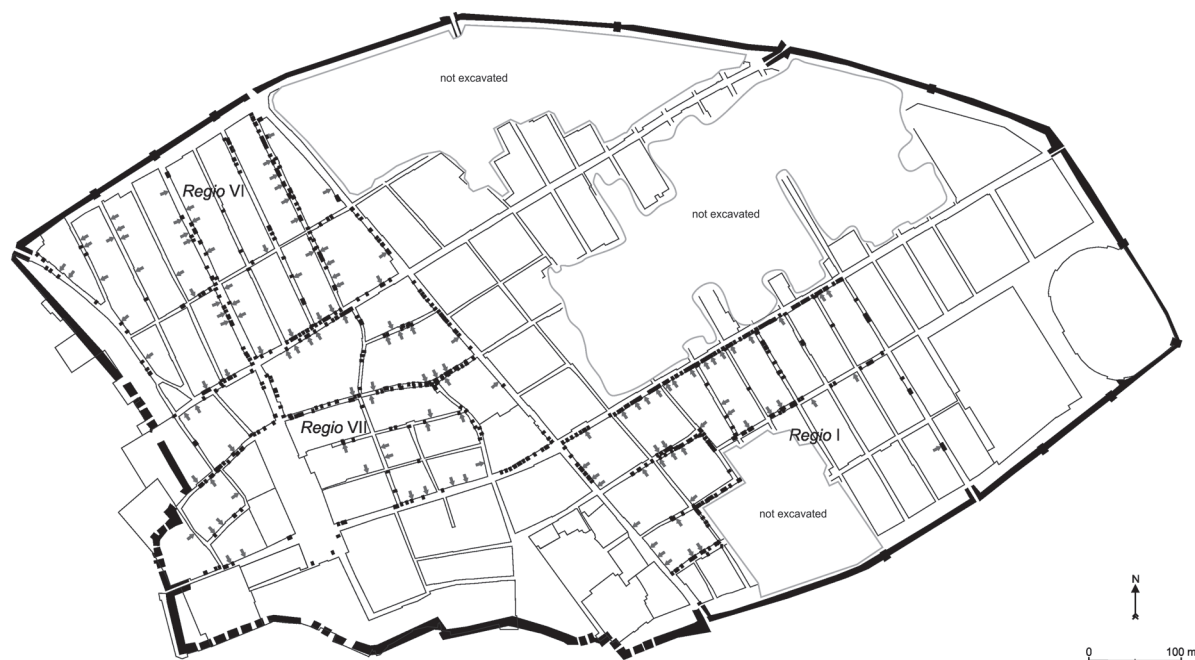 not excavated
Regio VI
not excavated
Regio VII
Regio I
not excavated
N
0 100 m